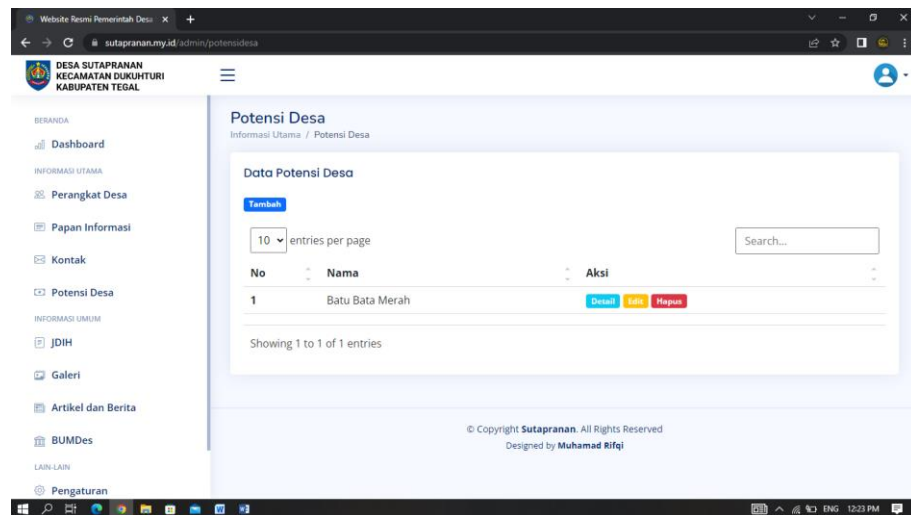 Website Resmi Pemerintah Desa
sutapranan.my.id/admin/potensidesa
DESA SUTAPRANAN
KECAMATAN DUKUHTURI
KABUPATEN TEGAL
BERANDA
Dashboard
INFORMASI UTAMA
Perangkat Desa
Papan Informasi
Kontak
Potensi Desa
INFORMASI UMUM
JDIH
Galeri
Artikel dan Berita
BUMDes
LAIN-LAIN
Pengaturan
Potensi Desa
Informasi Utama / Potensi Desa
Data Potensi Desa
Tambah
10 entries per page
Search...
No Nama Aksi
1 Batu Bata Merah Detail Edit Hapus
Showing 1 to 1 of 1 entries
© Copyright Sutapranan. All Rights Reserved
Designed by Muhamad Rifqi
ENG 12:23 PM